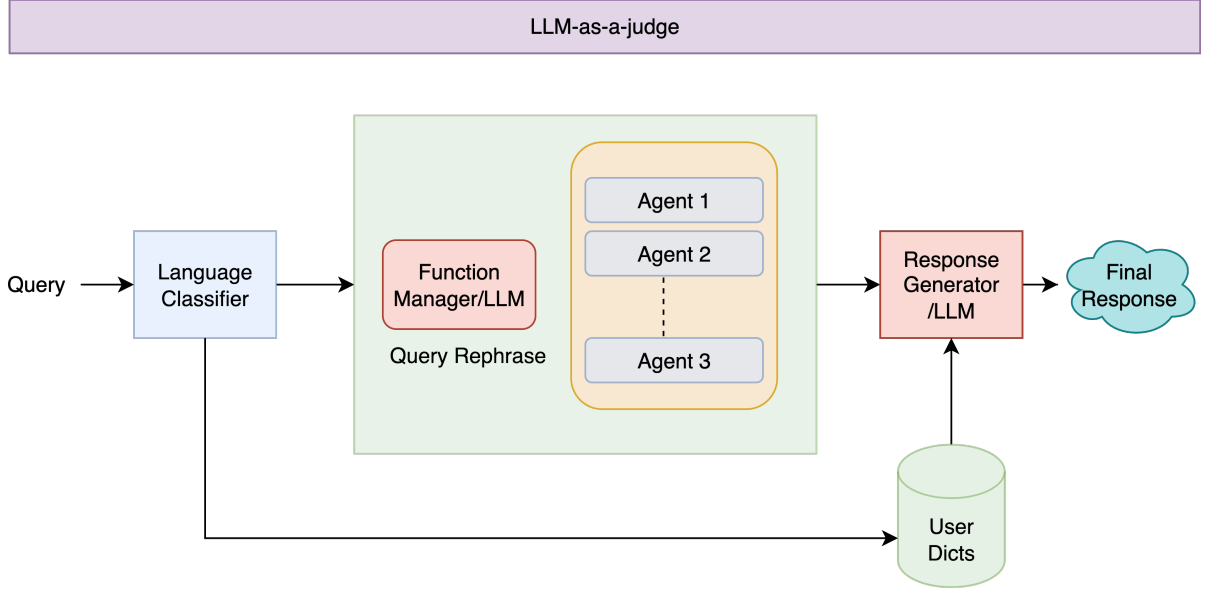 LLM-as-a-judge
Query
Language
Classifier
Function
Manager/LLM
Query Rephrase
Agent 1
Agent 2
Agent 3
Response
Generator
/LLM
Final
Response
User
Dicts